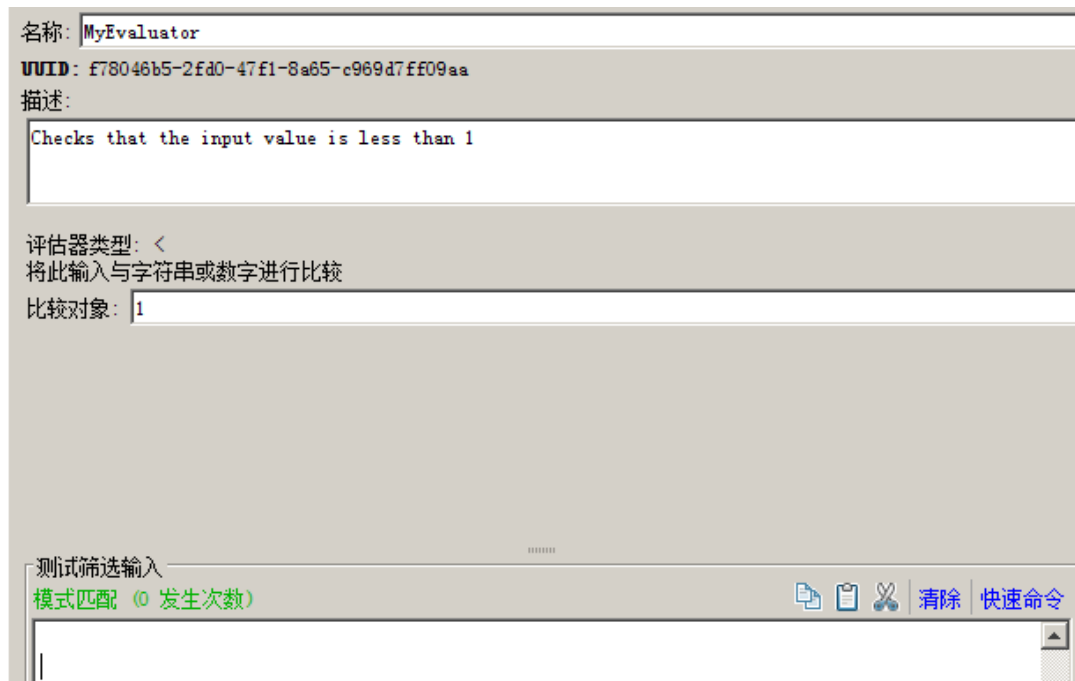 名称: MyEvaluator
UUID: f78046b5-2fd0-47f1-8a65-c969d7ff09aa
描述:
Checks that the input value is less than 1
评估器类型: <
将此输入与字符串或数字进行比较
比较对象: 1
测试筛选输入
模式匹配 (0 发生次数) 清除 快速命令